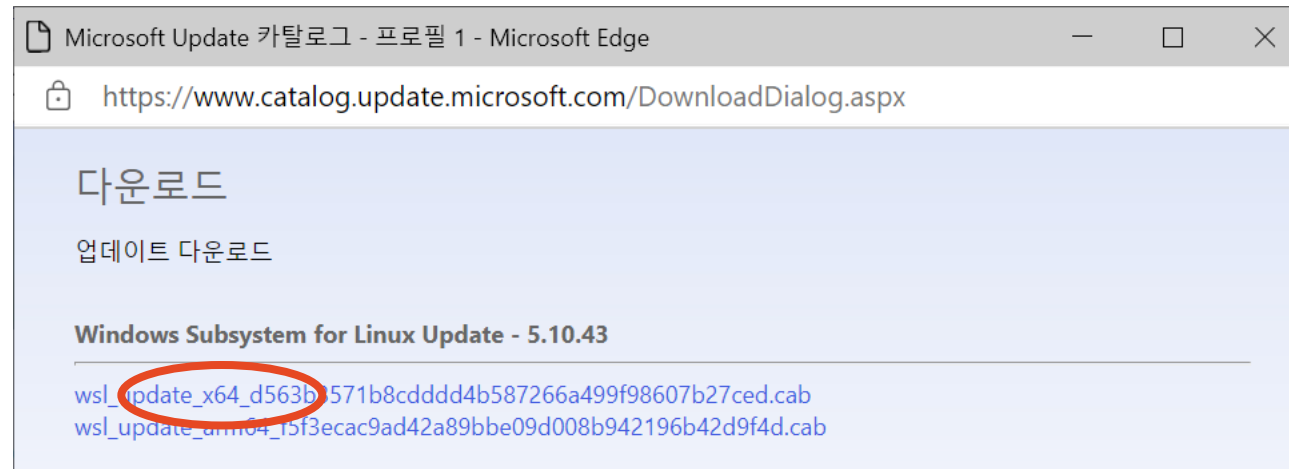 Microsoft Update 카탈로그 - 프로필 1 - Microsoft Edge
https://www.catalog.update.microsoft.com/DownloadDialog.aspx
다운로드
업데이트 다운로드
Windows Subsystem for Linux Update - 5.10.43
wsl_update_x64_d563b3571b8cdddd4b587266a499f98607b27ced.cab
wsl_update_arm64_f5f3ecac9ad42a89bbe09d008b942196b42d9f4d.cab